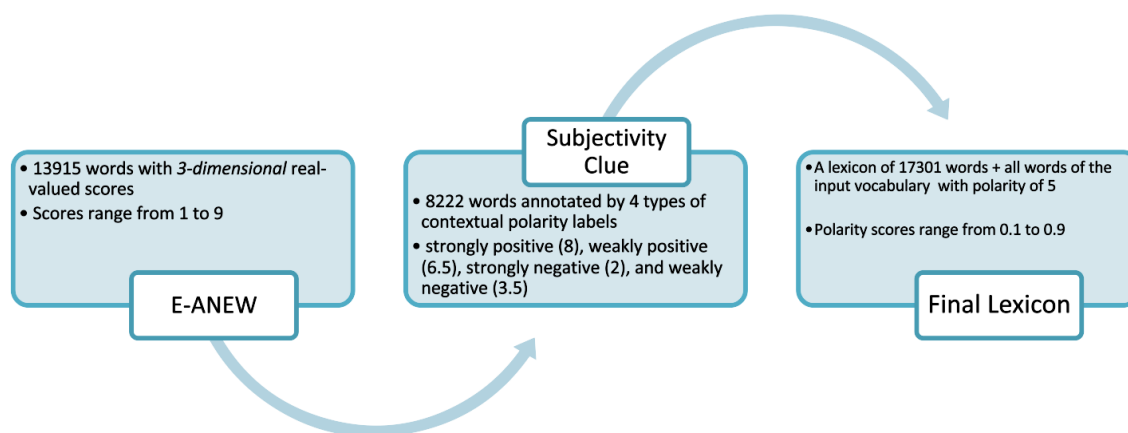 • 13915 words with 3-dimensional real-
valued scores
• Scores range from 1 to 9
E-ANEW
Subjectivity
Clue
• 8222 words annotated by 4 types of
contextual polarity labels
• strongly positive (8), weakly positive
(6.5), strongly negative (2), and weakly
negative (3.5)
•A lexicon of 17301 words + all words of the
input vocabulary with polarity of 5
•Polarity scores range from 0.1 to 0.9
Final Lexicon